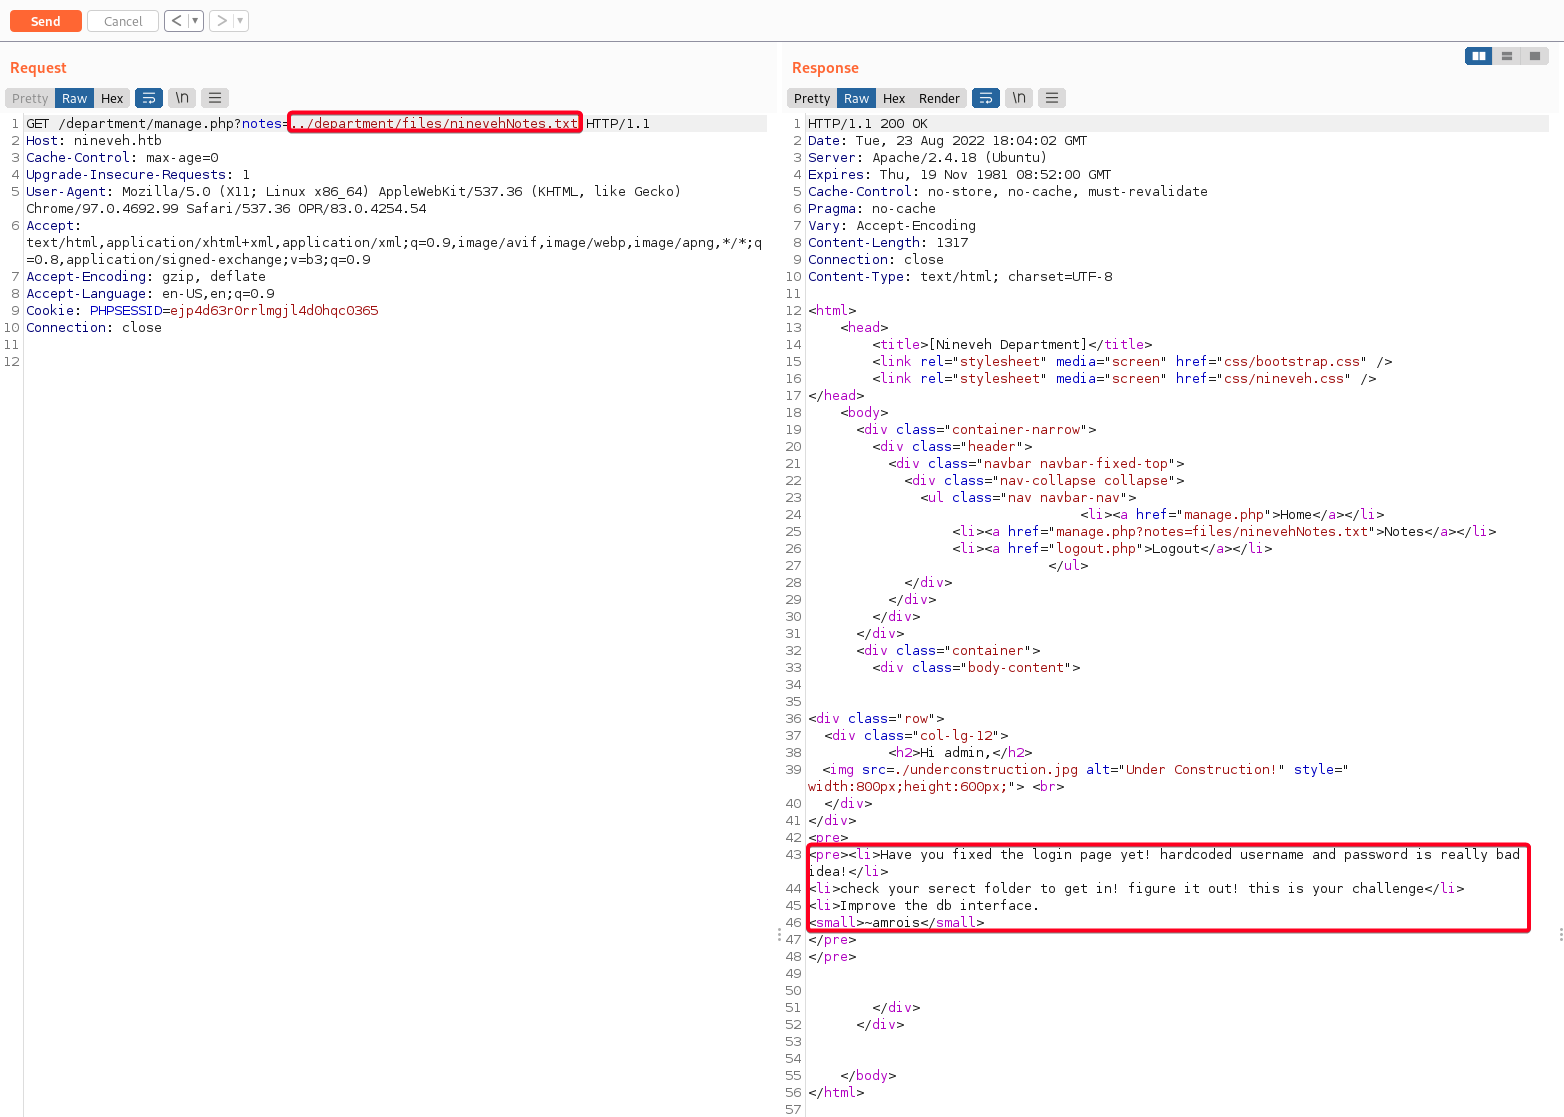 Send Cancel < ▼ > ▼
Request
Pretty Raw Hex \n
1 GET /department/manage.php?notes=../department/files/ninevehNotes.txt HTTP/1.1
2 Host: nineveh.htb
3 Cache-Control: max-age=0
4 Upgrade-Insecure-Requests: 1
5 User-Agent: Mozilla/5.0 (X11; Linux x86_64) AppleWebKit/537.36 (KHTML, like Gecko)
Chrome/97.0.4692.99 Safari/537.36 OPR/83.0.4254.54
6 Accept:
text/html,application/xhtml+xml,application/xml;q=0.9,image/avif,image/webp,image/apng,*/*;q
=0.8,application/signed-exchange;v=b3;q=0.9
7 Accept-Encoding: gzip, deflate
8 Accept-Language: en-US,en;q=0.9
9 Cookie: PHPSESSID=ejp4d63r0rrlmgjl4d0hqc0365
10 Connection: close
11
12
Response
Pretty Raw Hex Render \n
1 HTTP/1.1 200 OK
2 Date: Tue, 23 Aug 2022 18:04:02 GMT
3 Server: Apache/2.4.18 (Ubuntu)
4 Expires: Thu, 19 Nov 1981 08:52:00 GMT
5 Cache-Control: no-store, no-cache, must-revalidate
6 Pragma: no-cache
7 Vary: Accept-Encoding
8 Content-Length: 1317
9 Connection: close
10 Content-Type: text/html; charset=UTF-8
11
12 <html>
13 <head>
14 <title>[Nineveh Department]</title>
15 <link rel="stylesheet" media="screen" href="css/bootstrap.css" />
16 <link rel="stylesheet" media="screen" href="css/nineveh.css" />
17 </head>
18 <body>
19 <div class="container-narrow">
20 <div class="header">
21 <div class="navbar navbar-fixed-top">
22 <div class="nav-collapse collapse">
23 <ul class="nav navbar-nav">
24 <li><a href="manage.php">Home</a></li>
25 <li><a href="manage.php?notes=files/ninevehNotes.txt">Notes</a></li>
26 <li><a href="logout.php">Logout</a></li>
27 </ul>
28 </div>
29 </div>
30 </div>
31 </div>
32 <div class="container">
33 <div class="body-content">
34
35
36 <div class="row">
37 <div class="col-lg-12">
38 <h2>Hi admin,</h2>
39 <img src=./underconstruction.jpg alt="Under Construction!" style="
width:800px;height:600px;"> <br>
40 </div>
41 </div>
42 <pre>
43 <pre><li>Have you fixed the login page yet! hardcoded username and password is really bad
idea!</li>
44 <li>check your serect folder to get in! figure it out! this is your challenge</li>
45 <li>Improve the db interface.
46 <small>~amrois</small>
47 </pre>
48 </pre>
49
50
51 </div>
52 </div>
53
54
55 </body>
56 </html>
57